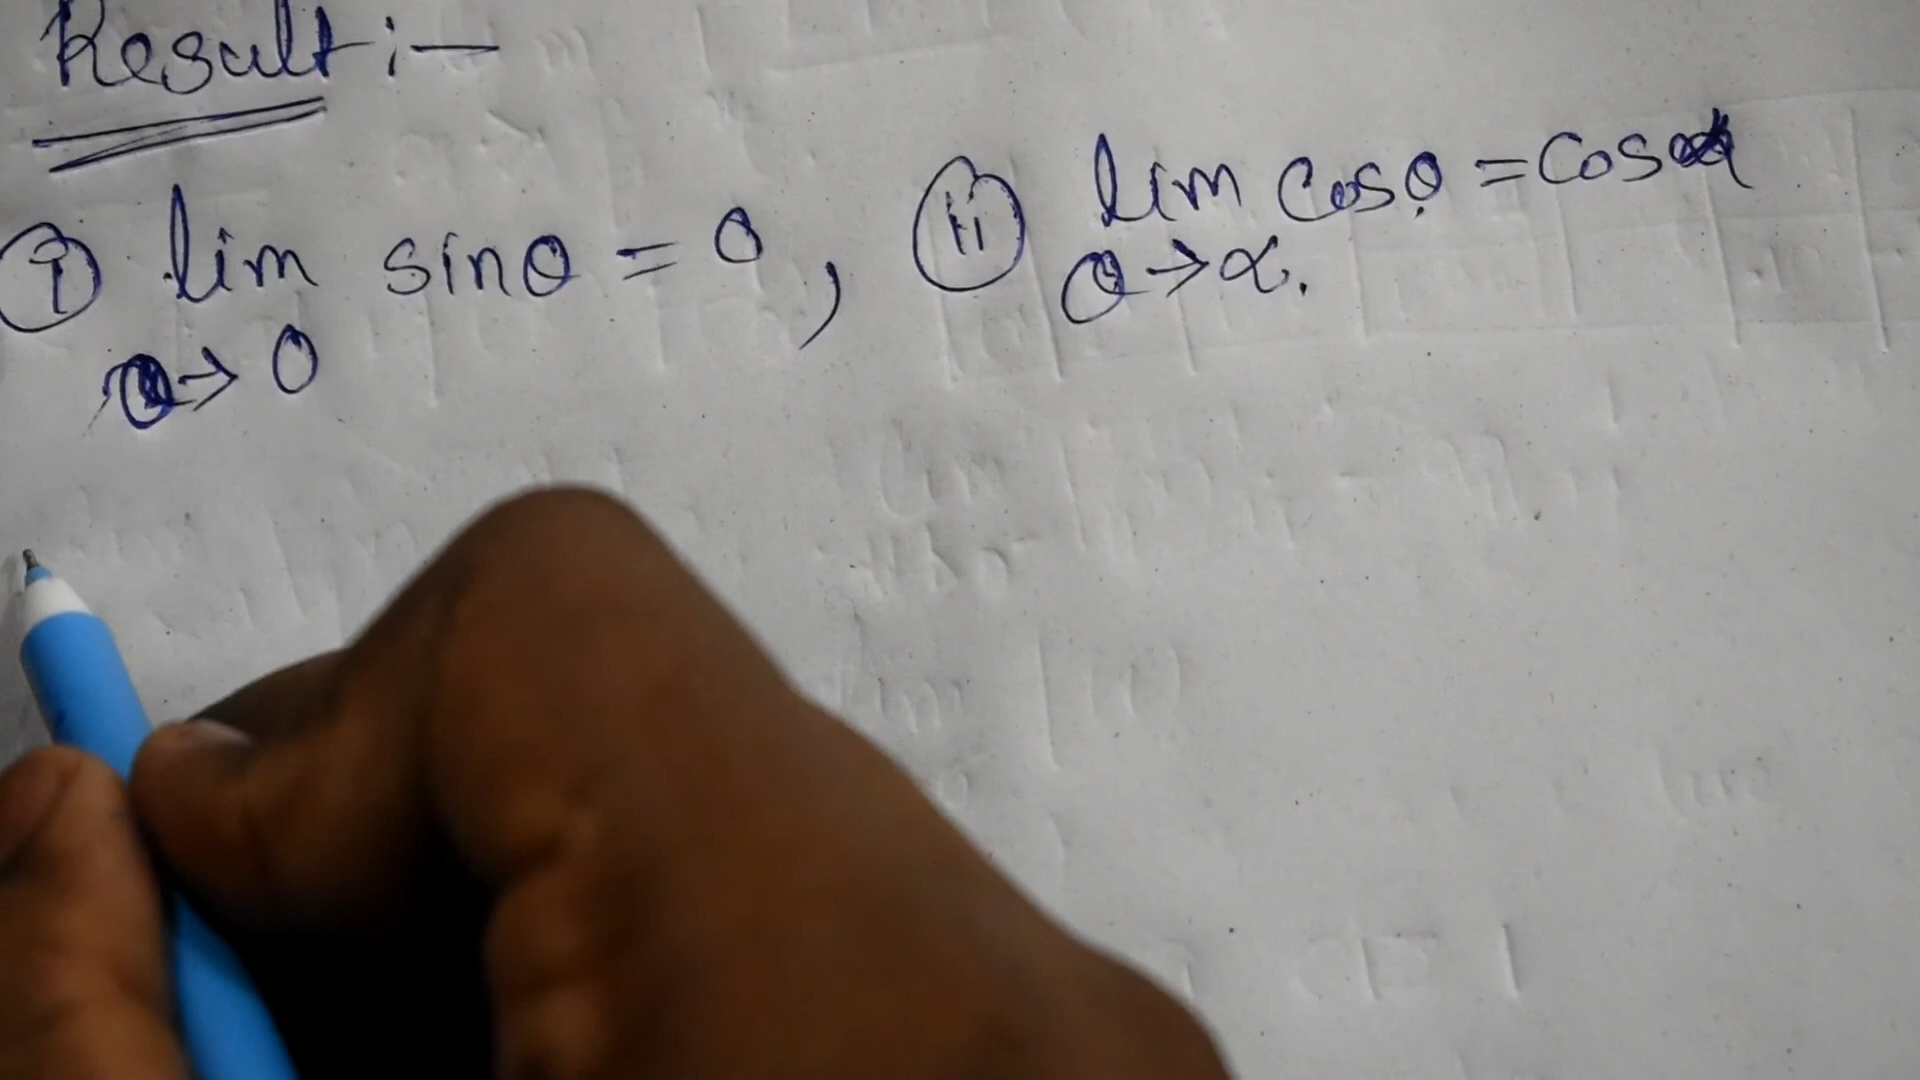 Result :—
(i) lim sinθ = 0, (ii) lim cosθ = cosα
θ→0 θ→α.